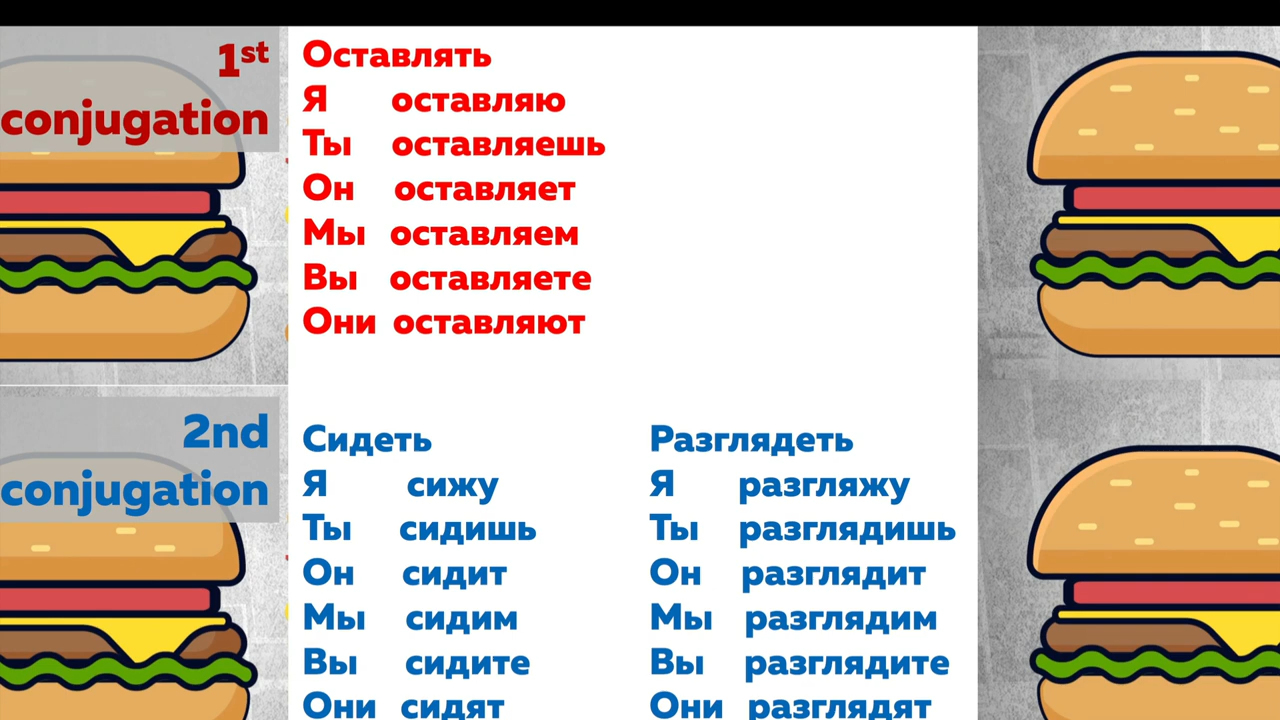 1st
conjugation
Оставлять
Я оставляю
Ты оставляешь
Он оставляет
Мы оставляем
Вы оставляете
Они оставляют
2nd
conjugation
Сидеть
Я сижу
Ты сидишь
Он сидит
Мы сидим
Вы сидите
Они сидят
Разглядеть
Я разгляжу
Ты разглядишь
Он разглядит
Мы разглядим
Вы разглядите
Они разглядят